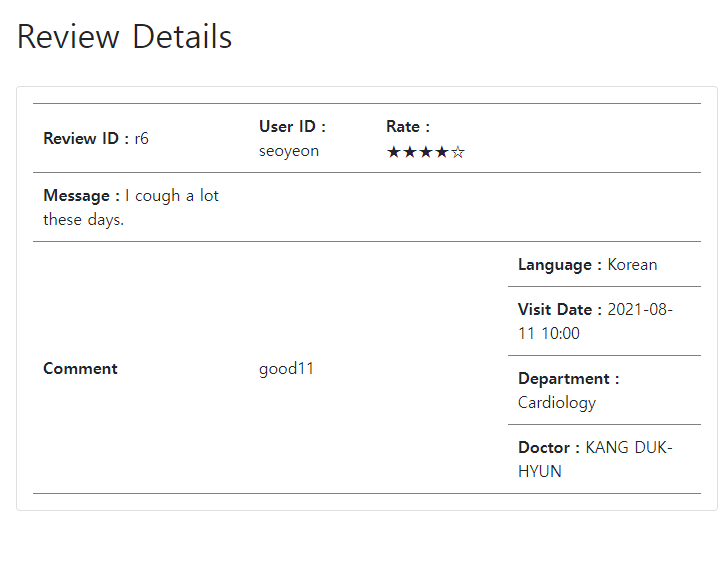 Review Details
Review ID : r6
User ID :
seoyeon
Rate :
★★★★☆
Message : I cough a lot
these days.
Comment
good11
Language : Korean
Visit Date : 2021-08-
11 10:00
Department :
Cardiology
Doctor : KANG DUK-
HYUN